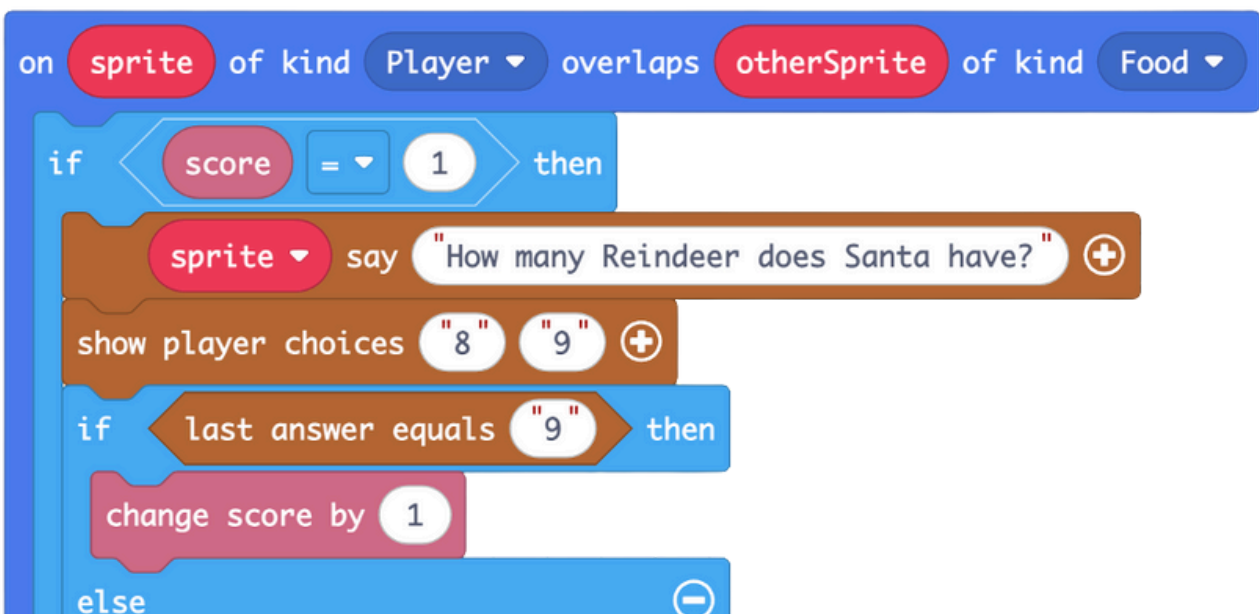 on sprite of kind Player overlaps otherSprite of kind Food
if score = 1 then
sprite say "How many Reindeer does Santa have?"
show player choices "8" "9"
if last answer equals "9" then
change score by 1
else